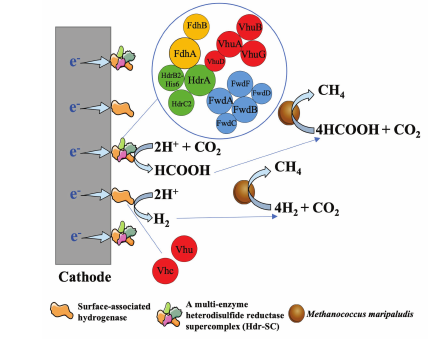 FdhB
FdhA
VhuB
VhuA
VhuG
VhuD
HdrB2-
His6
HdrA
HdrC2
FwdF
FwdD
FwdA
FwdB
FwdC
e-
e-
e-
e-
e-
CH4
4HCOOH + CO2
2H+ + CO2
HCOOH
CH4
2H+
H2
4H2 + CO2
Vhu
Vhc
Cathode
Surface-associated
hydrogenase
A multi-enzyme
heterodisulfide reductase
supercomplex (Hdr-SC)
Methanococcus maripaludis